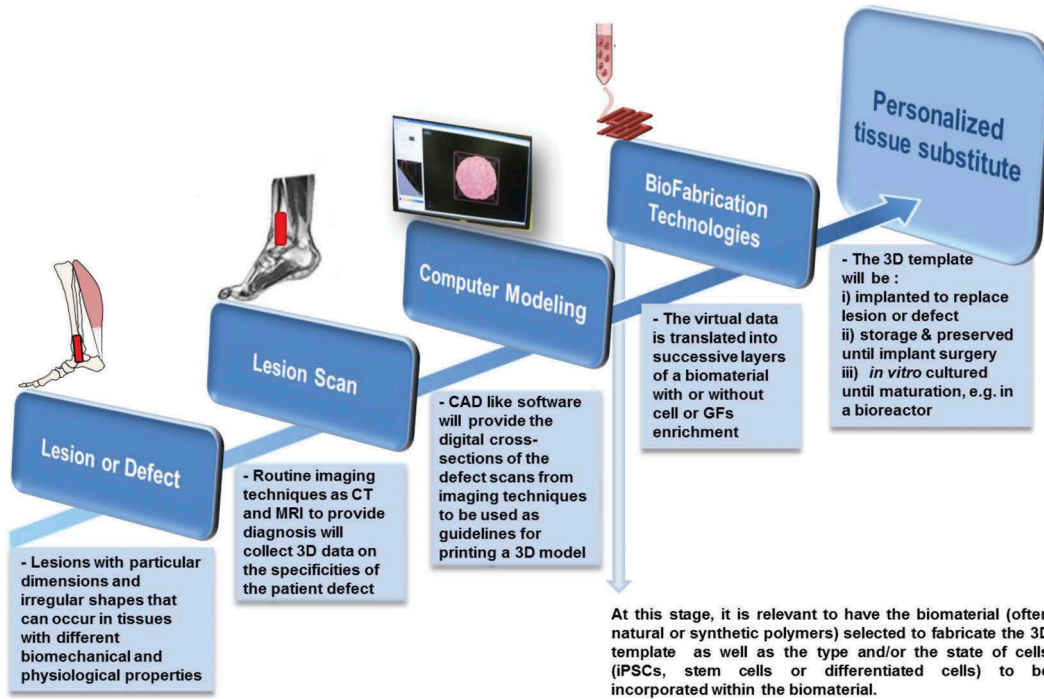 Lesion or Defect
- Lesions with particular
dimensions and
irregular shapes that
can occur in tissues
with different
biomechanical and
physiological properties
Lesion Scan
- Routine imaging
techniques as CT
and MRI to provide
diagnosis will
collect 3D data on
the specificities of
the patient defect
Computer Modeling
- CAD like software
will provide the
digital cross-
sections of the
defect scans from
imaging techniques
to be used as
guidelines for
printing a 3D model
BioFabrication
Technologies
- The virtual data
is translated into
successive layers
of a biomaterial
with or without
cell or GFs
enrichment
Personalized
tissue substitute
- The 3D template
will be :
i) implanted to replace
lesion or defect
ii) storage & preserved
until implant surgery
iii) in vitro cultured
until maturation, e.g. in
a bioreactor
At this stage, it is relevant to have the biomaterial (often
natural or synthetic polymers) selected to fabricate the 3D
template as well as the type and/or the state of cells
(iPSCs, stem cells or differentiated cells) to be
incorporated within the biomaterial.